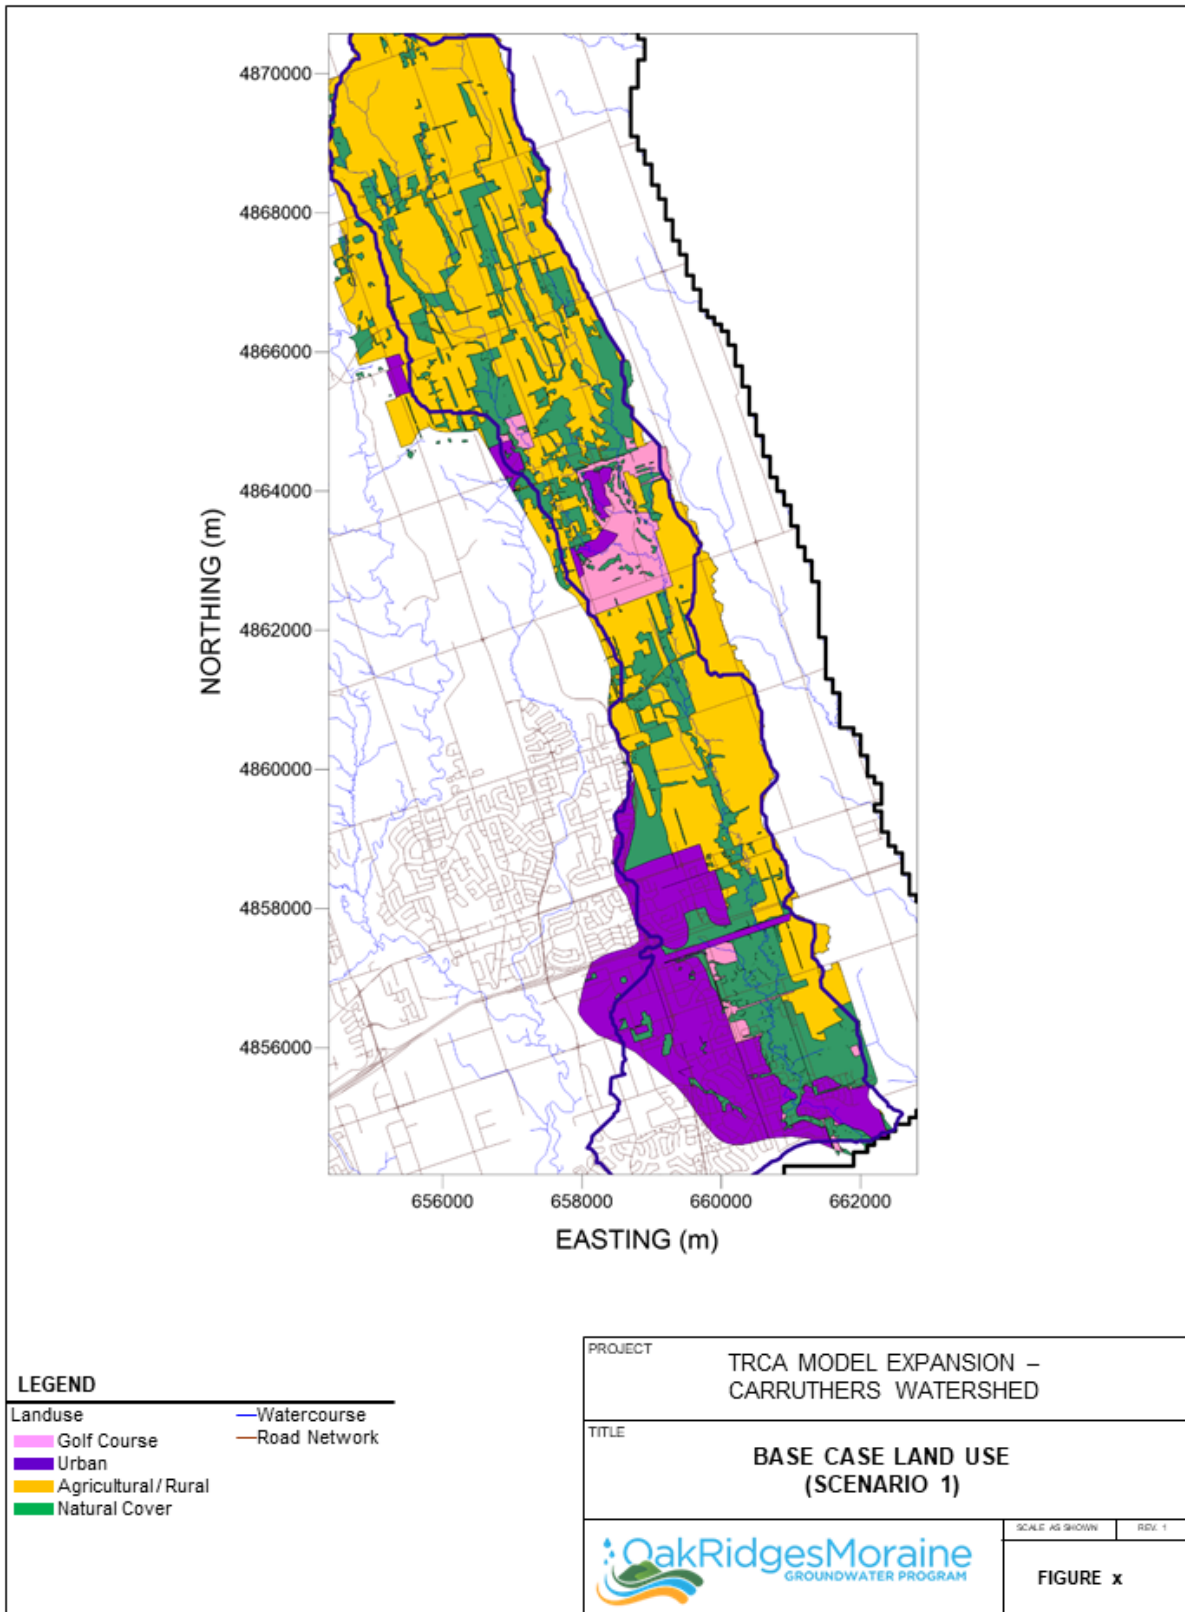 4870000
4868000
4866000
4864000
4862000
4860000
4858000
4856000
NORTHING (m)
656000
658000
660000
662000
EASTING (m)
LEGEND
Landuse
Golf Course
Urban
Agricultural / Rural
Natural Cover
Watercourse
Road Network
PROJECT
TRCA MODEL EXPANSION –
CARRUTHERS WATERSHED
TITLE
BASE CASE LAND USE
(SCENARIO 1)
OakRidgesMoraine
GROUNDWATER PROGRAM
SCALE AS SHOWN
REV. 1
FIGURE x